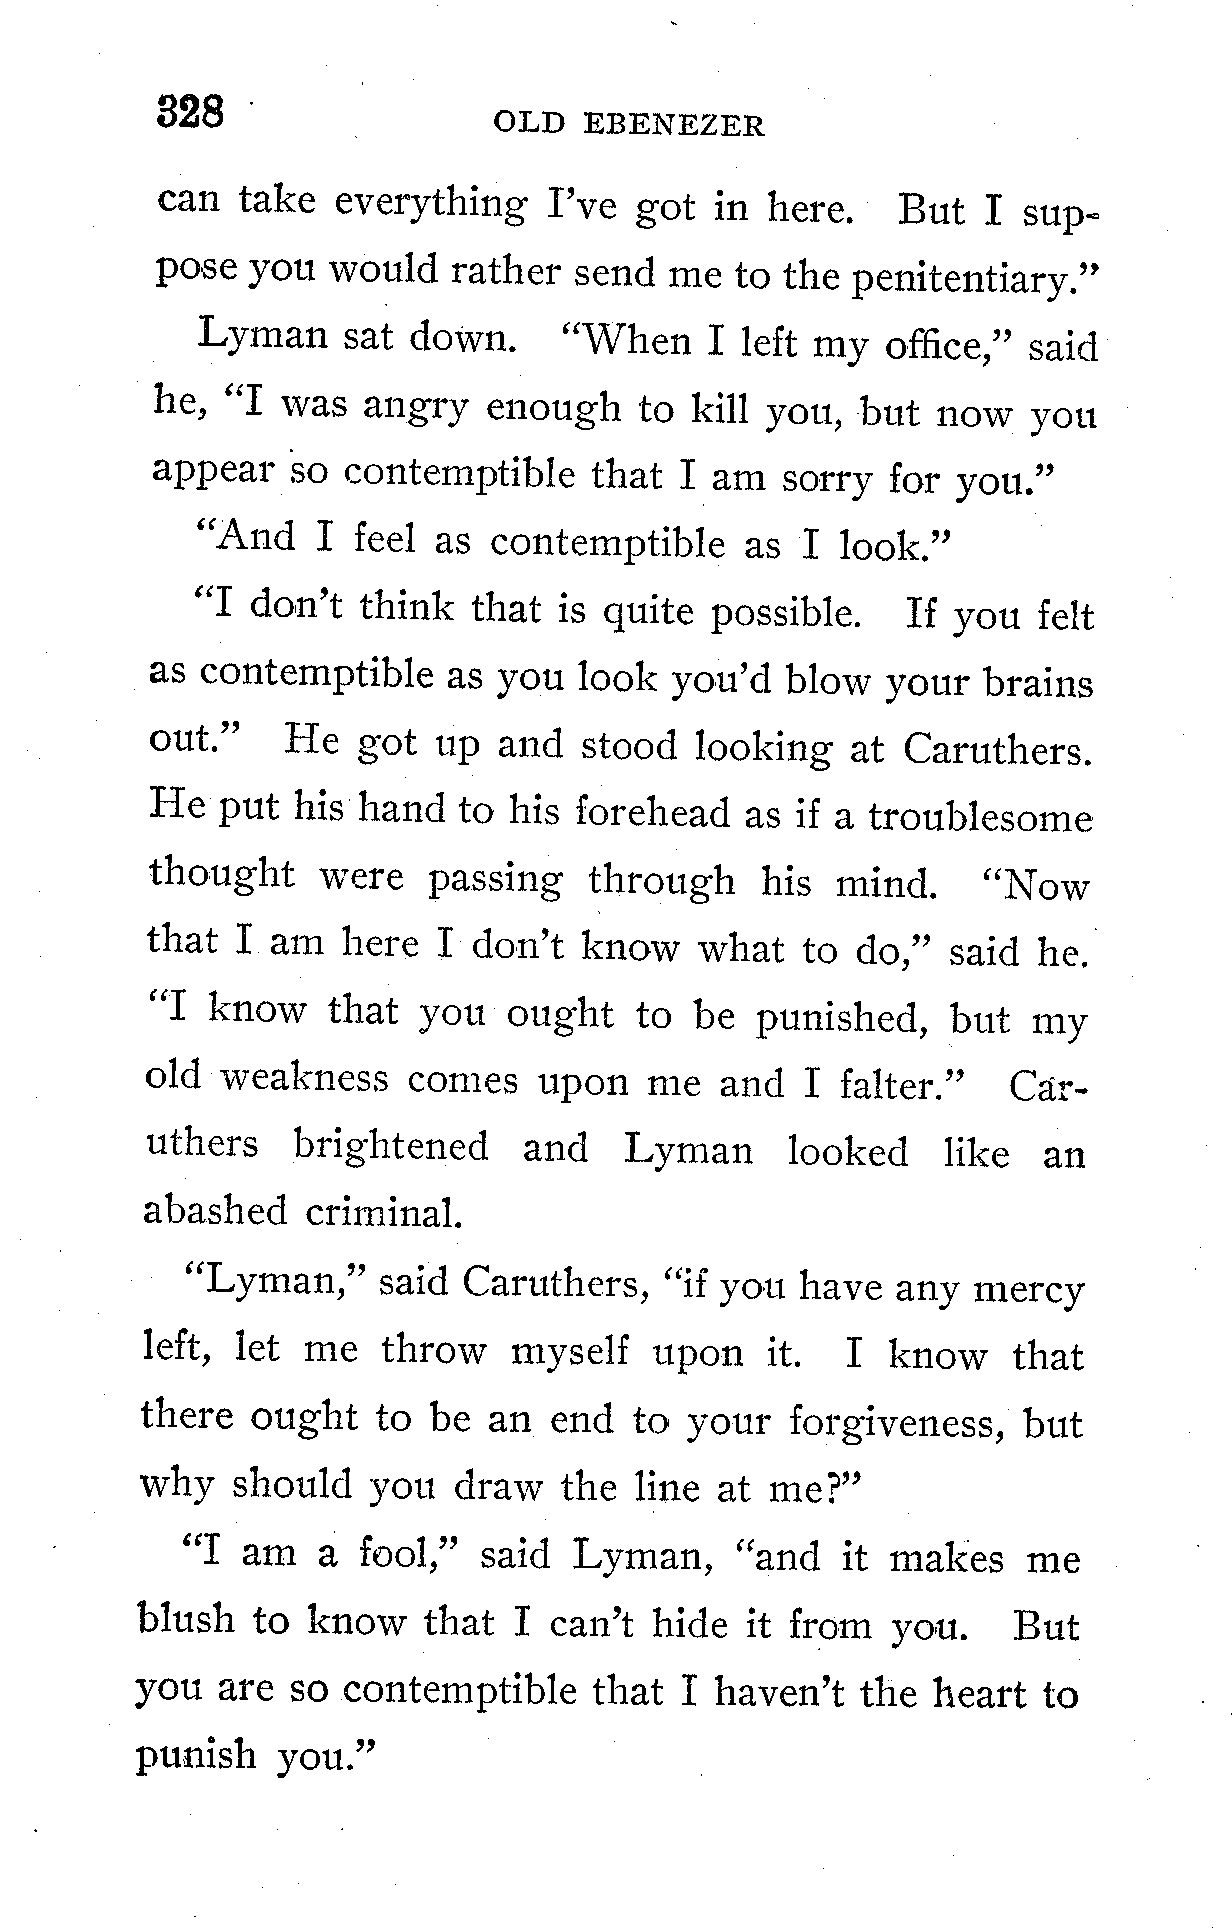 328
OLD EBENEZER
can take everything I've got in here. But I sup-
pose you would rather send me to the penitentiary."
Lyman sat down. "When I left my office," said
he, "I was angry enough to kill you, but now you
appear so contemptible that I am sorry for you."
"And I feel as contemptible as I look."
"I don't think that is quite possible. If you felt
as contemptible as you look you'd blow your brains
out." He got up and stood looking at Caruthers.
He put his hand to his forehead as if a troublesome
thought were passing through his mind. "Now
that I am here I don't know what to do," said he.
"I know that you ought to be punished, but my
old weakness comes upon me and I falter." Car-
uthers brightened and Lyman looked like an
abashed criminal.
"Lyman," said Caruthers, "if you have any mercy
left, let me throw myself upon it. I know that
there ought to be an end to your forgiveness, but
why should you draw the line at me?"
"I am a fool," said Lyman, "and it makes me
blush to know that I can't hide it from you. But
you are so contemptible that I haven't the heart to
punish you."